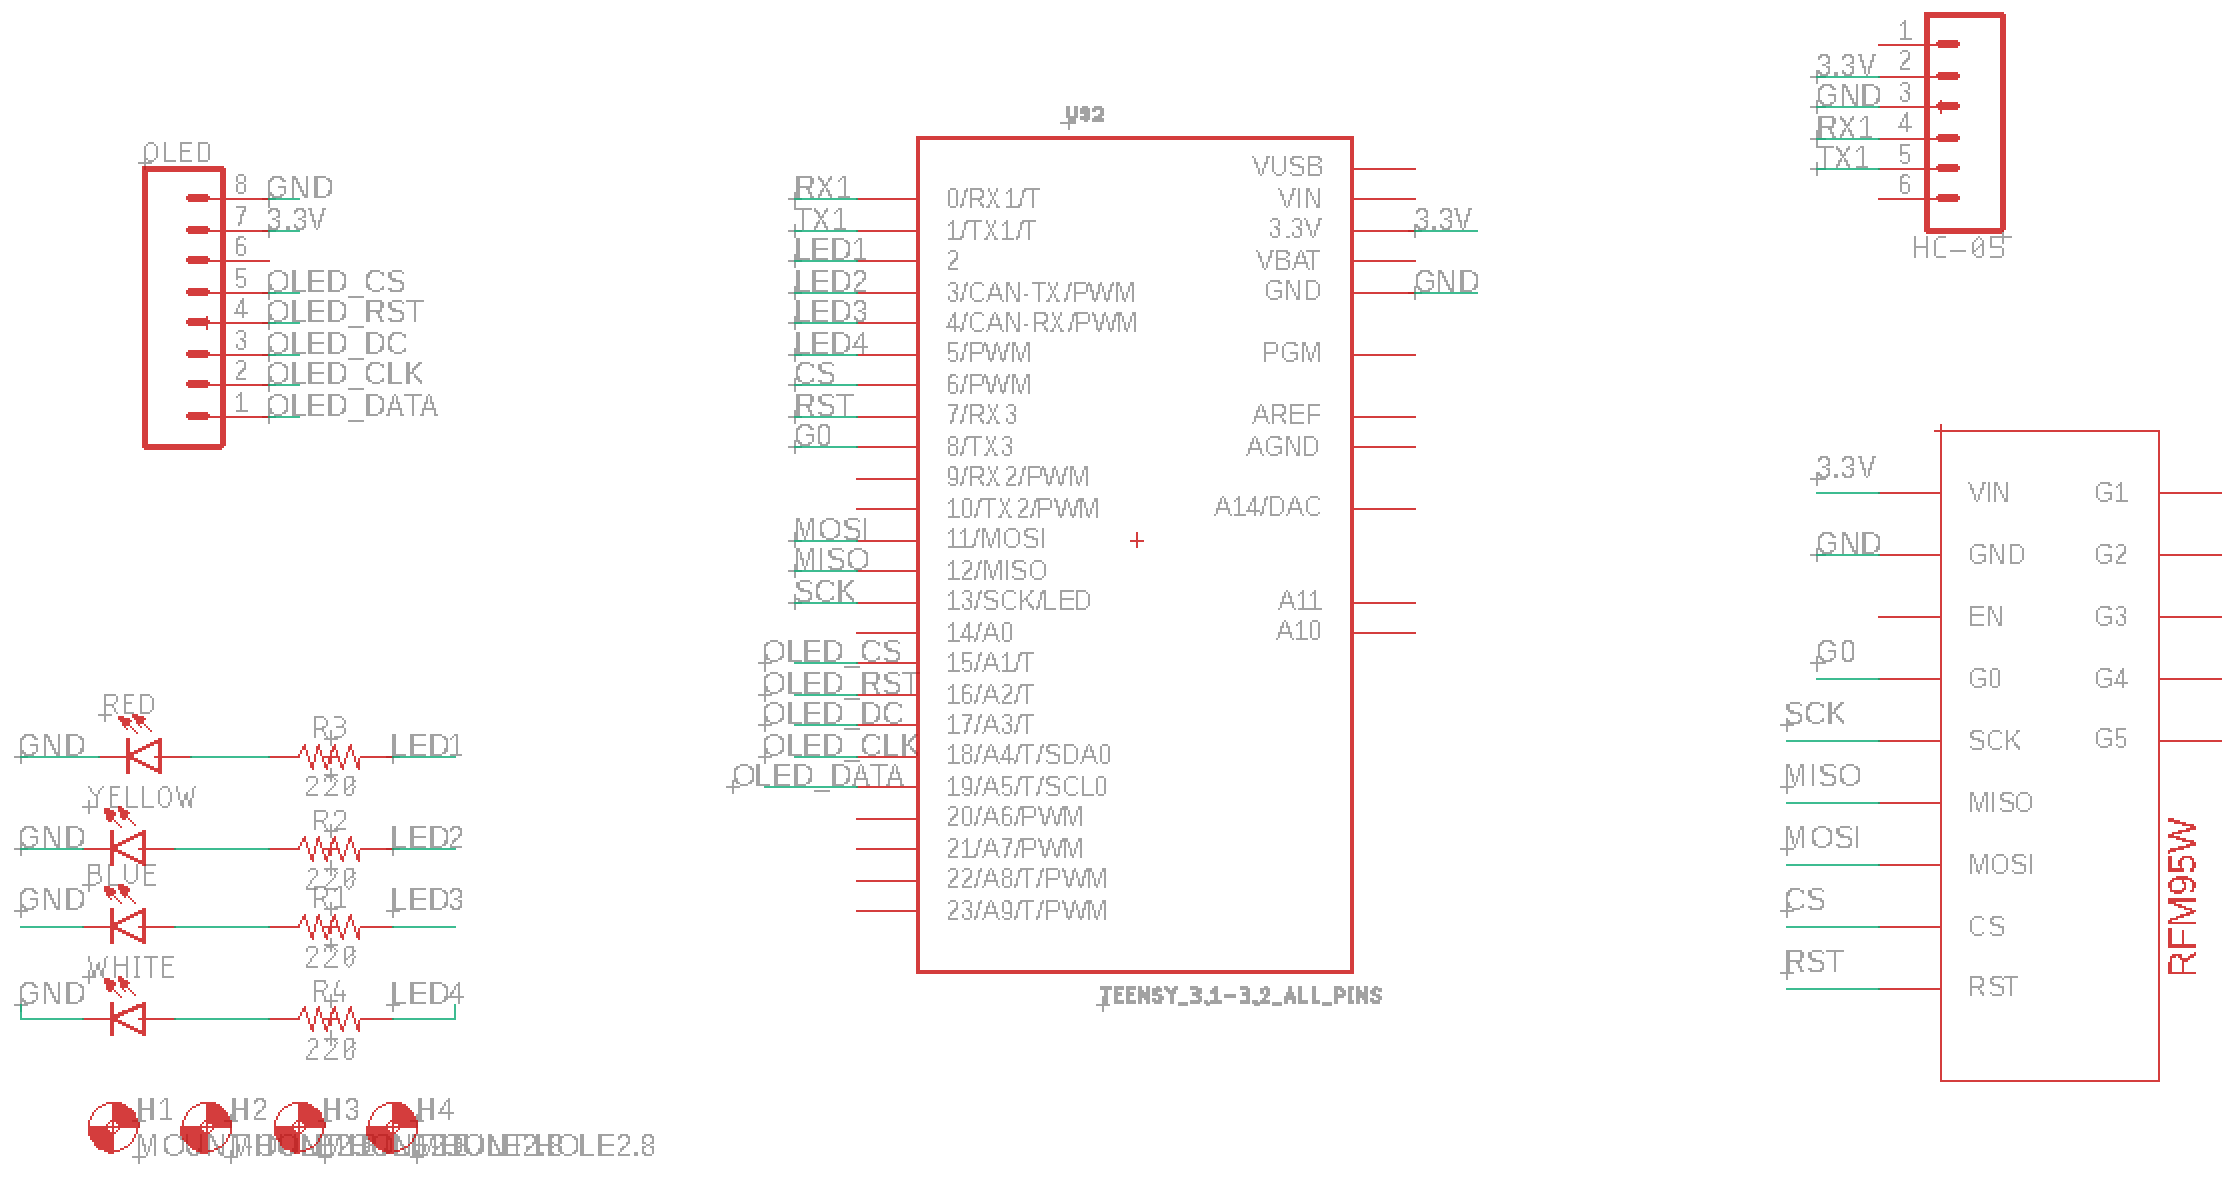 OLED
8 GND
7 3.3V
6
5 OLED_CS
4 OLED_RST
3 OLED_DC
2 OLED_CLK
1 OLED_DATA
RED
GND
R3
220
LED1
YELLOW
GND
R2
220
LED2
BLUE
GND
R1
220
LED3
WHITE
GND
R4
220
LED4
H1
H2
H3
H4
U$2
RX1 0/RX1/T
TX1 1/TX1/T
LED1 2
LED2 3/CAN-TX/PWM
LED3 4/CAN-RX/PWM
LED4 5/PWM
CS 6/PWM
RST 7/RX3
G0 8/TX3
9/RX2/PWM
10/TX2/PWM
MOSI 11/MOSI
MISO 12/MISO
SCK 13/SCK/LED
14/A0
OLED_CS 15/A1/T
OLED_RST 16/A2/T
OLED_DC 17/A3/T
OLED_CLK 18/A4/T/SDA0
OLED_DATA 19/A5/T/SCL0
20/A6/PWM
21/A7/PWM
22/A8/T/PWM
23/A9/T/PWM
VUSB
VIN
3.3V 3.3V
VBAT
GND GND
PGM
AREF
AGND
A14/DAC
A11
A10
TEENSY_3.1-3.2_ALL_PINS
1
3.3V 2
GND 3
RX1 4
TX1 5
6
HC-05
3.3V VIN G1
GND GND G2
EN G3
G0 G0 G4
SCK SCK G5
MISO MISO
MOSI MOSI
CS CS
RST RST
RFM95W